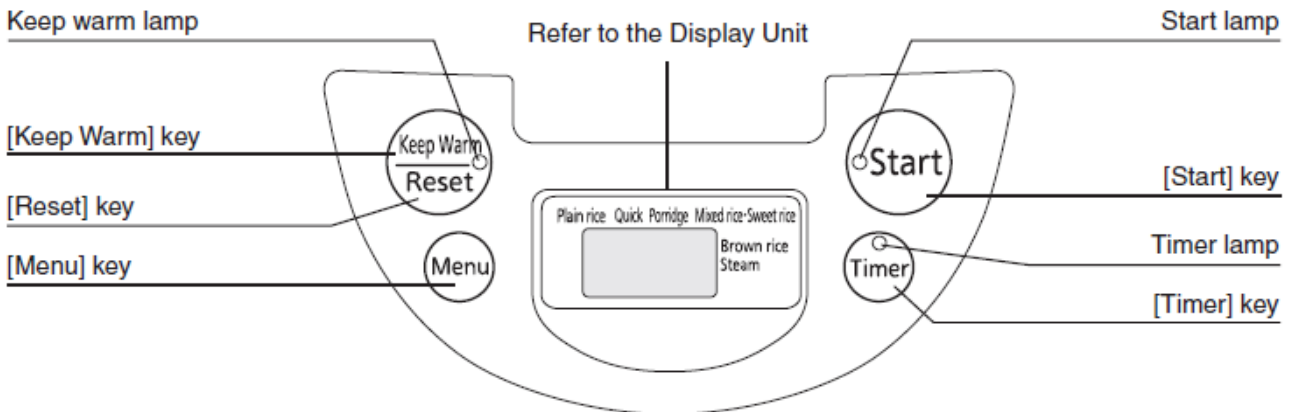 Keep warm lamp
Refer to the Display Unit
Start lamp
[Keep Warm] key
Keep Warm
Reset
Start
[Start] key
[Reset] key
Plain rice Quick Porridge Mixed rice·Sweet rice
Brown rice
Steam
Timer lamp
[Menu] key
Menu
Timer
[Timer] key